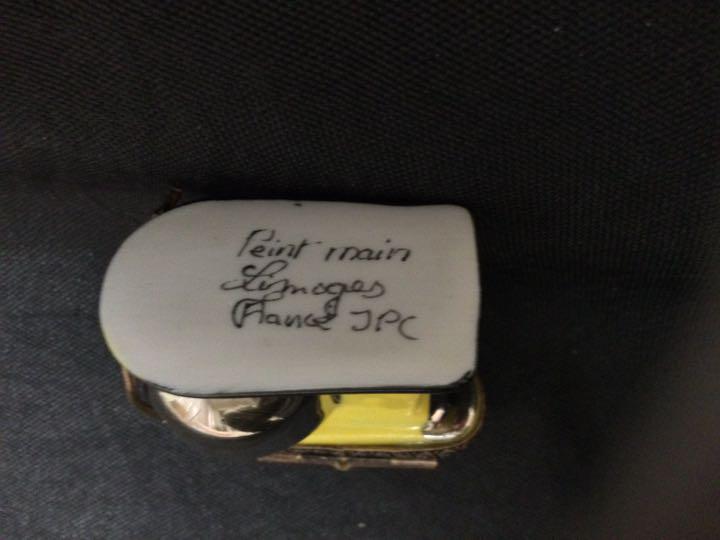 Peint main
Limoges
France JPC